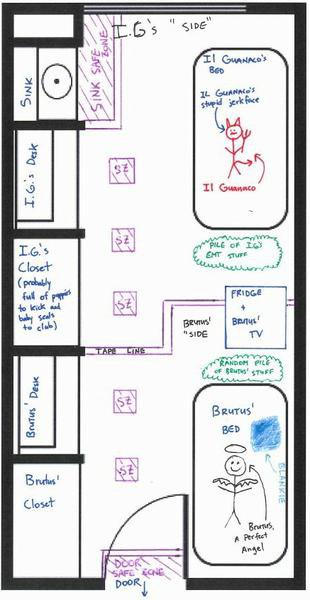 I.G's "SIDE"
SINK SAFE
ZONE
SINK
Il Guanaco's
BED
Il Guanaco's
stupid jerkface
Il Guanaco
I.G.'s Desk
SZ
SZ
SZ
PILE OF I.G's
EMT STUFF
I.G.'s
Closet
(probably
full of puppies
to kick and
baby seals
to club)
FRIDGE
+
BRUTUS'
TV
BRUTUS'
"SIDE
TAPE LINE
RANDOM PILE
OF BRUTUS' STUFF
Brutus' Desk
SZ
SZ
BRUTUS'
BED
BLANKIE
Brutus,
A Perfect
Angel
Brutus'
Closet
DOOR
SAFE ZONE
DOOR